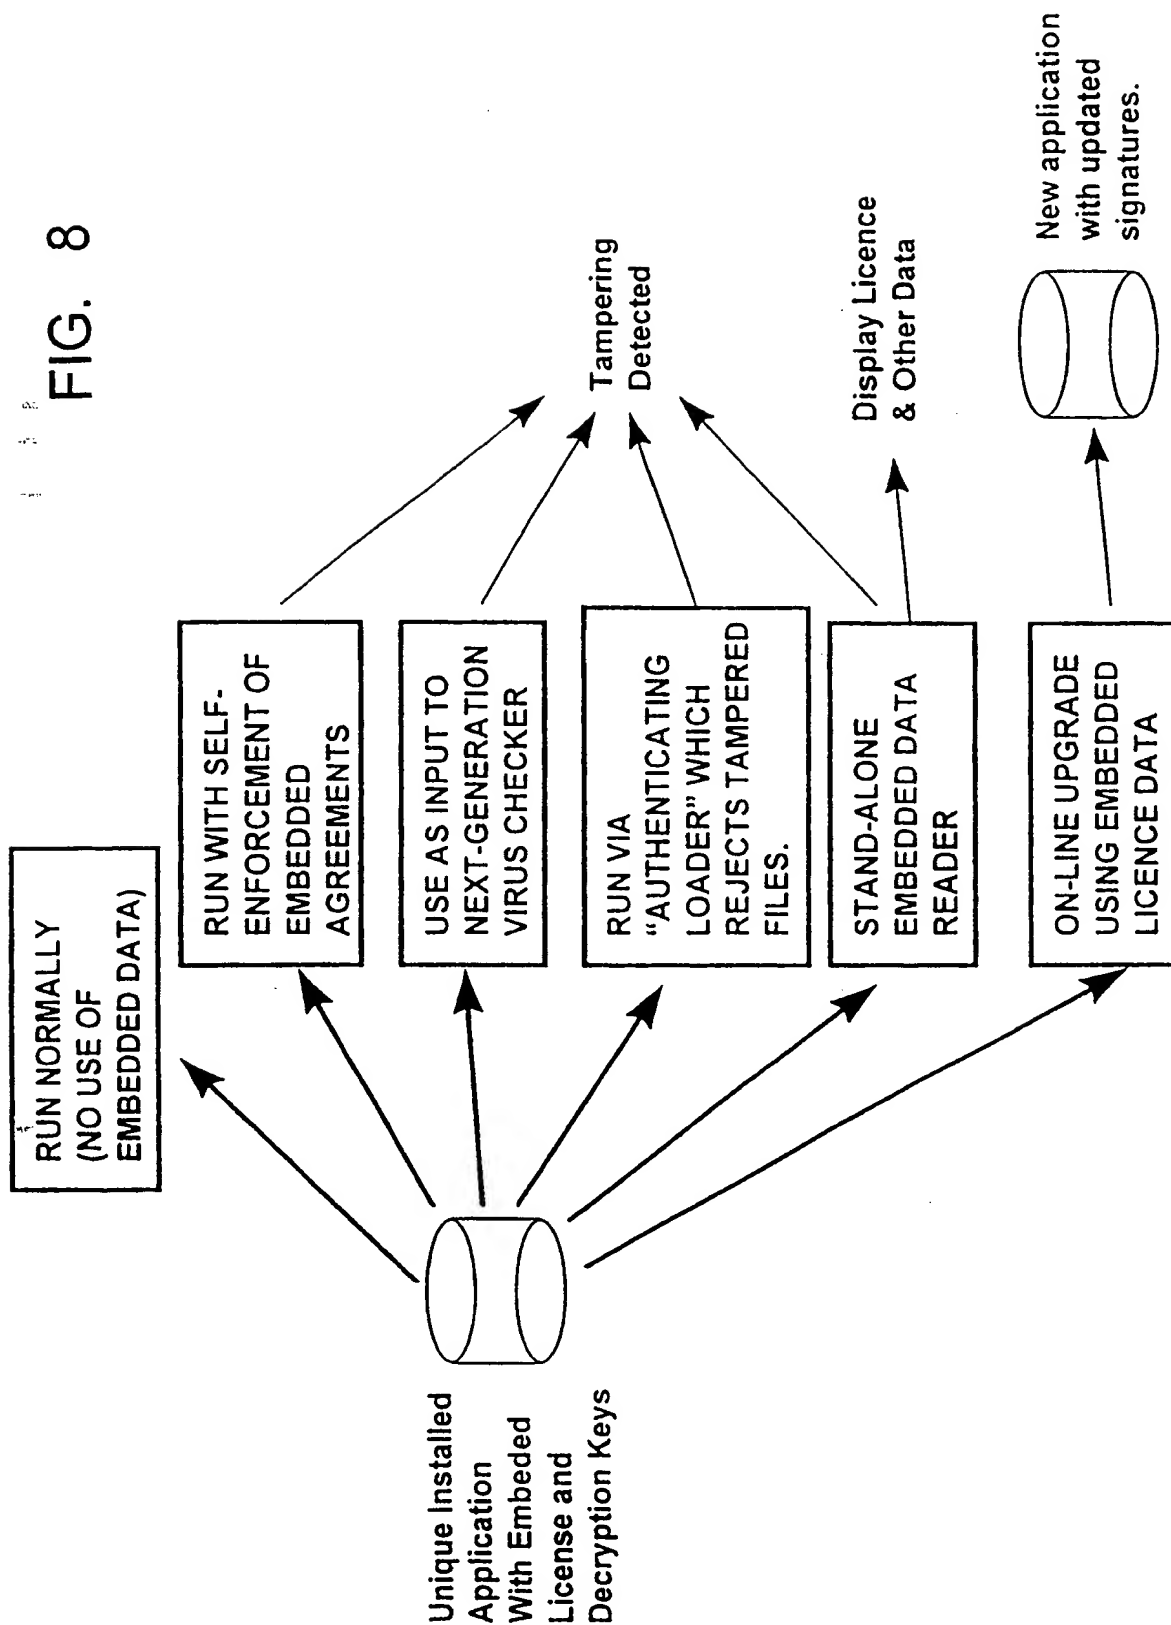 FIG. 8
RUN NORMALLY
(NO USE OF
EMBEDDED DATA)
RUN WITH SELF-
ENFORCEMENT OF
EMBEDDED
AGREEMENTS
USE AS INPUT TO
NEXT-GENERATION
VIRUS CHECKER
RUN VIA
“AUTHENTICATING
LOADER” WHICH
REJECTS TAMPERED
FILES.
STAND-ALONE
EMBEDDED DATA
READER
ON-LINE UPGRADE
USING EMBEDDED
LICENCE DATA
Unique Installed
Application
With Embeded
License and
Decryption Keys
Tampering
Detected
Display Licence
& Other Data
New application
with updated
signatures.